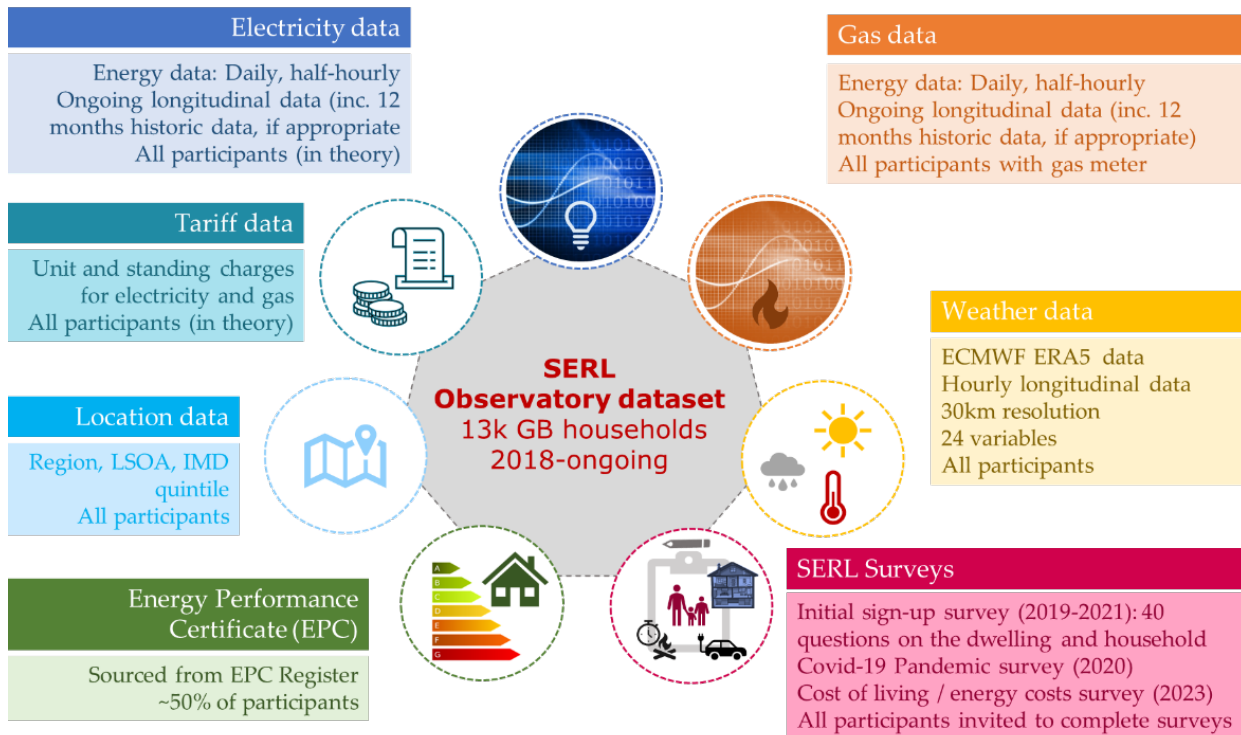 Electricity data
Energy data: Daily, half-hourly
Ongoing longitudinal data (inc. 12
months historic data, if appropriate
All participants (in theory)
Gas data
Energy data: Daily, half-hourly
Ongoing longitudinal data (inc. 12
months historic data, if appropriate)
All participants with gas meter
Tariff data
Unit and standing charges
for electricity and gas
All participants (in theory)
Weather data
ECMWF ERA5 data
Hourly longitudinal data
30km resolution
24 variables
All participants
SERL
Observatory dataset
13k GB households
2018-ongoing
Location data
Region, LSOA, IMD
quintile
All participants
Energy Performance
Certificate (EPC)
Sourced from EPC Register
~50% of participants
A
B
C
D
E
F
G
SERL Surveys
Initial sign-up survey (2019-2021): 40
questions on the dwelling and household
Covid-19 Pandemic survey (2020)
Cost of living / energy costs survey (2023)
All participants invited to complete surveys